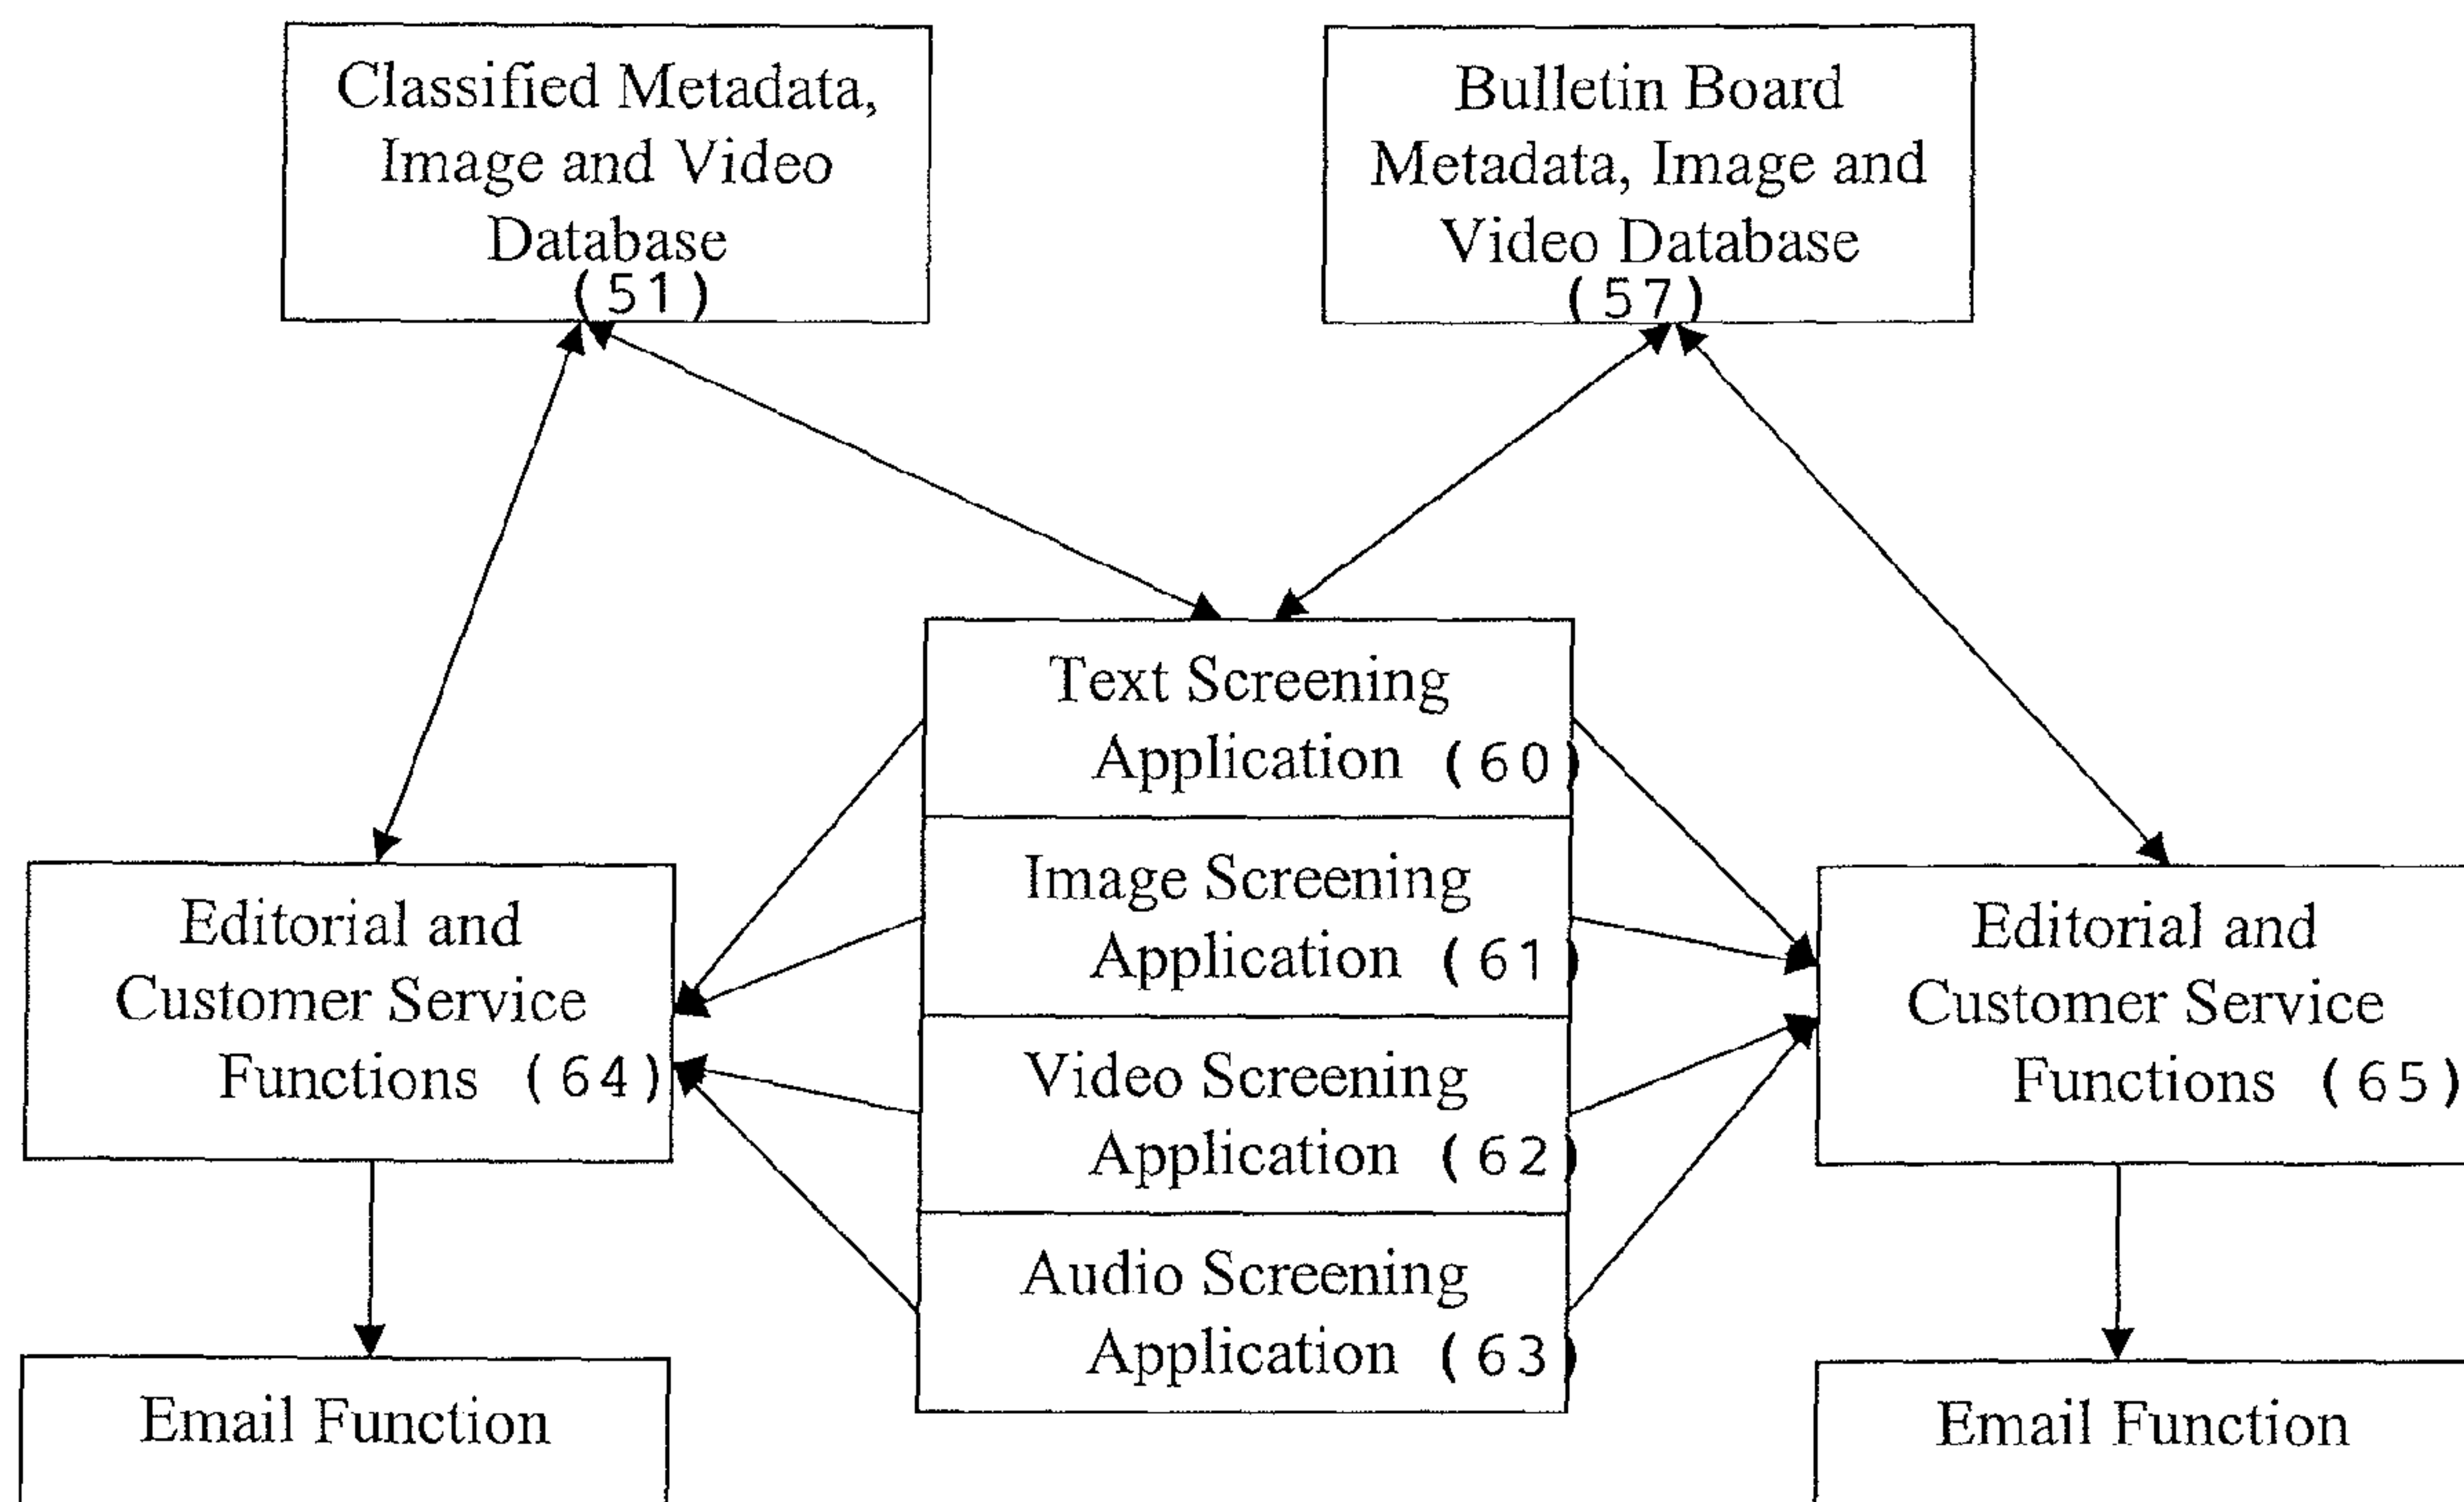 Classified Metadata,
Image and Video
Database
(51)
Bulletin Board
Metadata, Image and
Video Database
(57)
Text Screening
Application (60)
Image Screening
Application (61)
Video Screening
Application (62)
Audio Screening
Application (63)
Editorial and
Customer Service
Functions (64)
Editorial and
Customer Service
Functions (65)
Email Function
Email Function